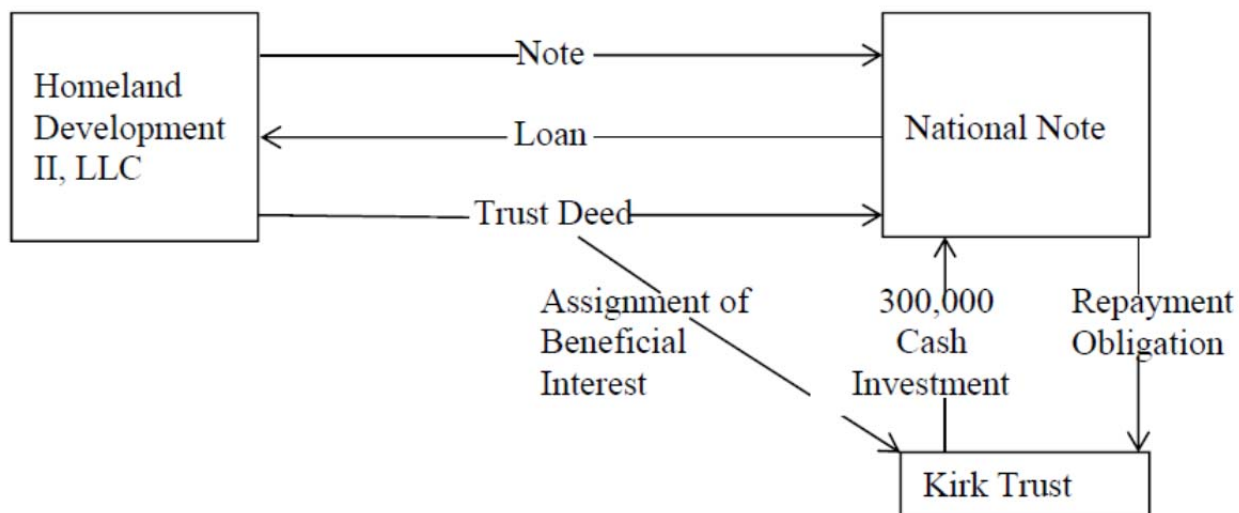 Note
Homeland
Development
II, LLC
Loan
National Note
Trust Deed
Assignment of
Beneficial
Interest
300,000
Cash
Investment
Repayment
Obligation
Kirk Trust